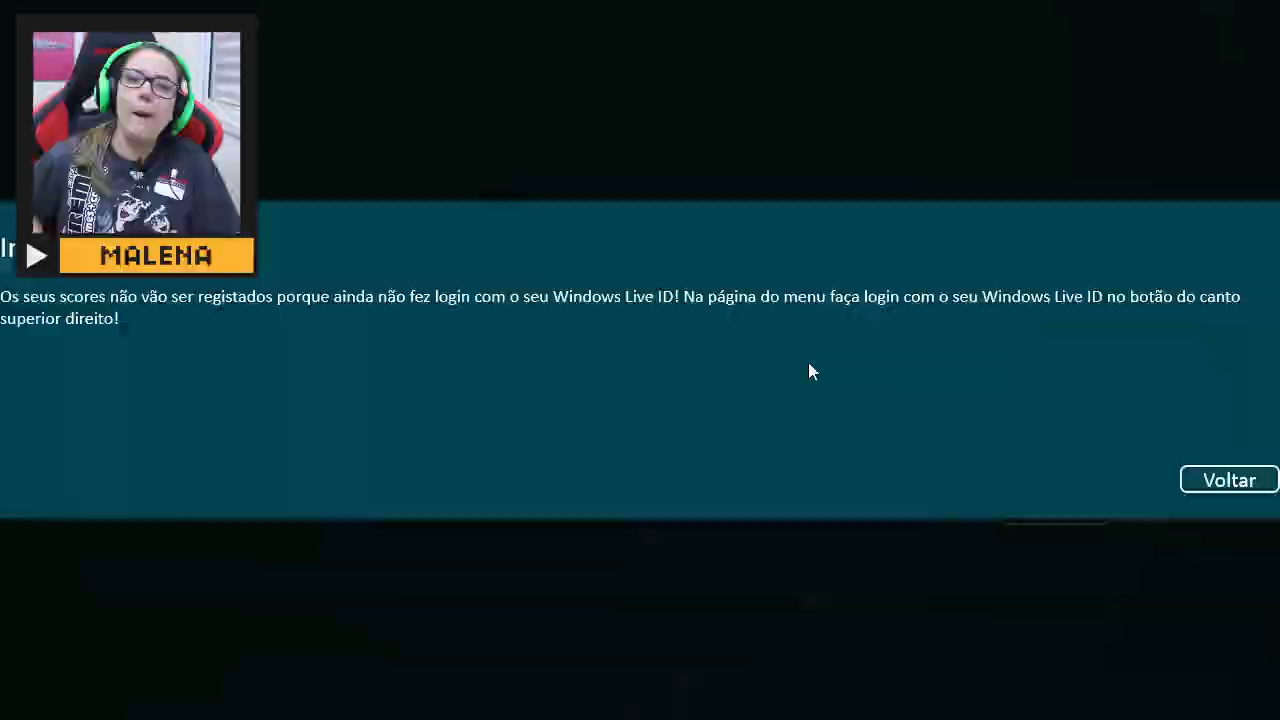 MALENA
Os seus scores não vão ser registados porque ainda não fez login com o seu Windows Live ID! Na página do menu faça login com o seu Windows Live ID no botão do canto
superior direito!
Voltar